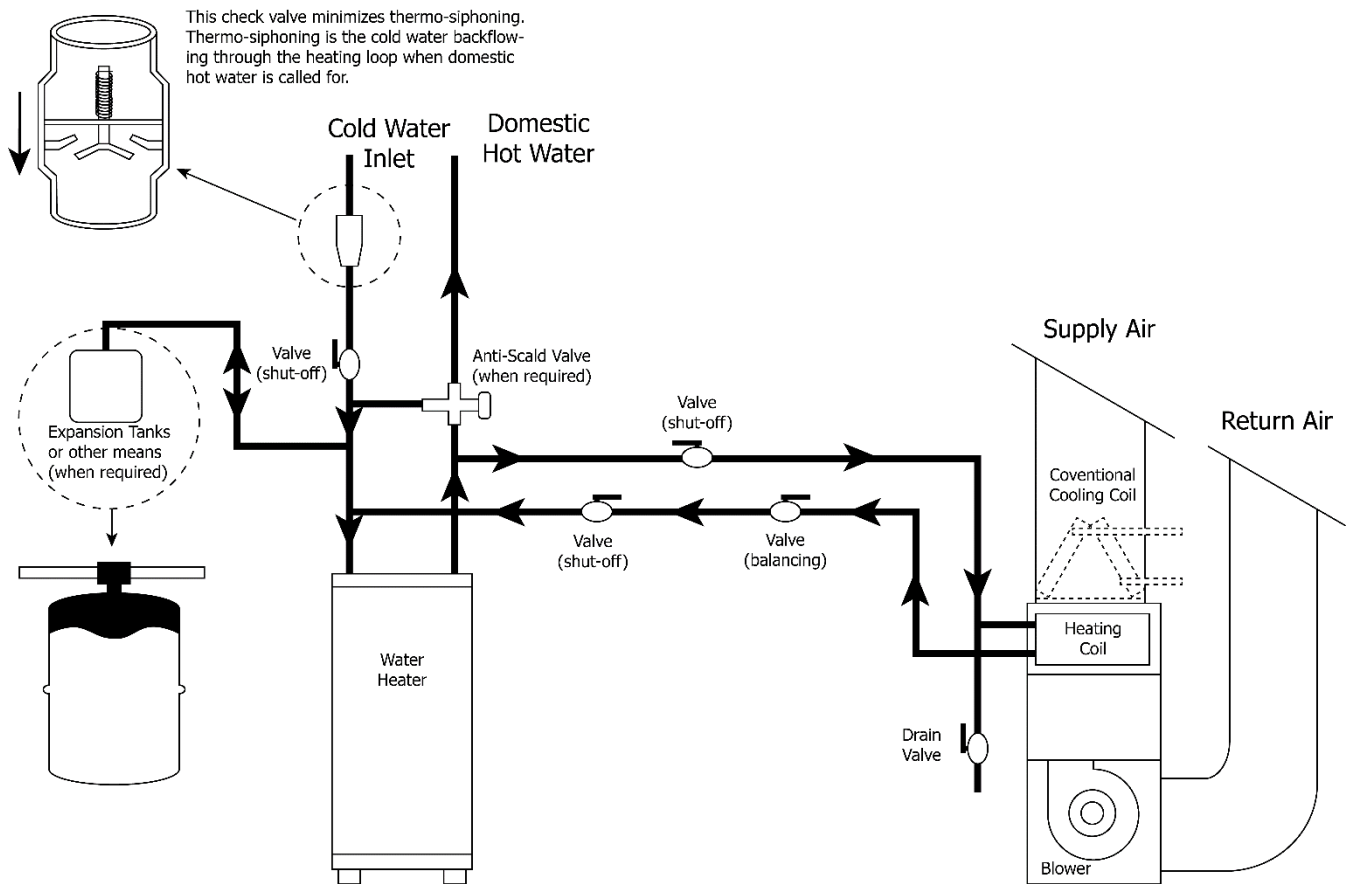 This check valve minimizes thermo-siphoning.
Thermo-siphoning is the cold water backflow-
ing through the heating loop when domestic
hot water is called for.
Cold Water
Inlet
Domestic
Hot Water
Valve
(shut-off)
Anti-Scald Valve
(when required)
Expansion Tanks
or other means
(when required)
Valve
(shut-off)
Supply Air
Return Air
Coventional
Cooling Coil
Valve
(shut-off)
Valve
(balancing)
Heating
Coil
Water
Heater
Drain
Valve
Blower